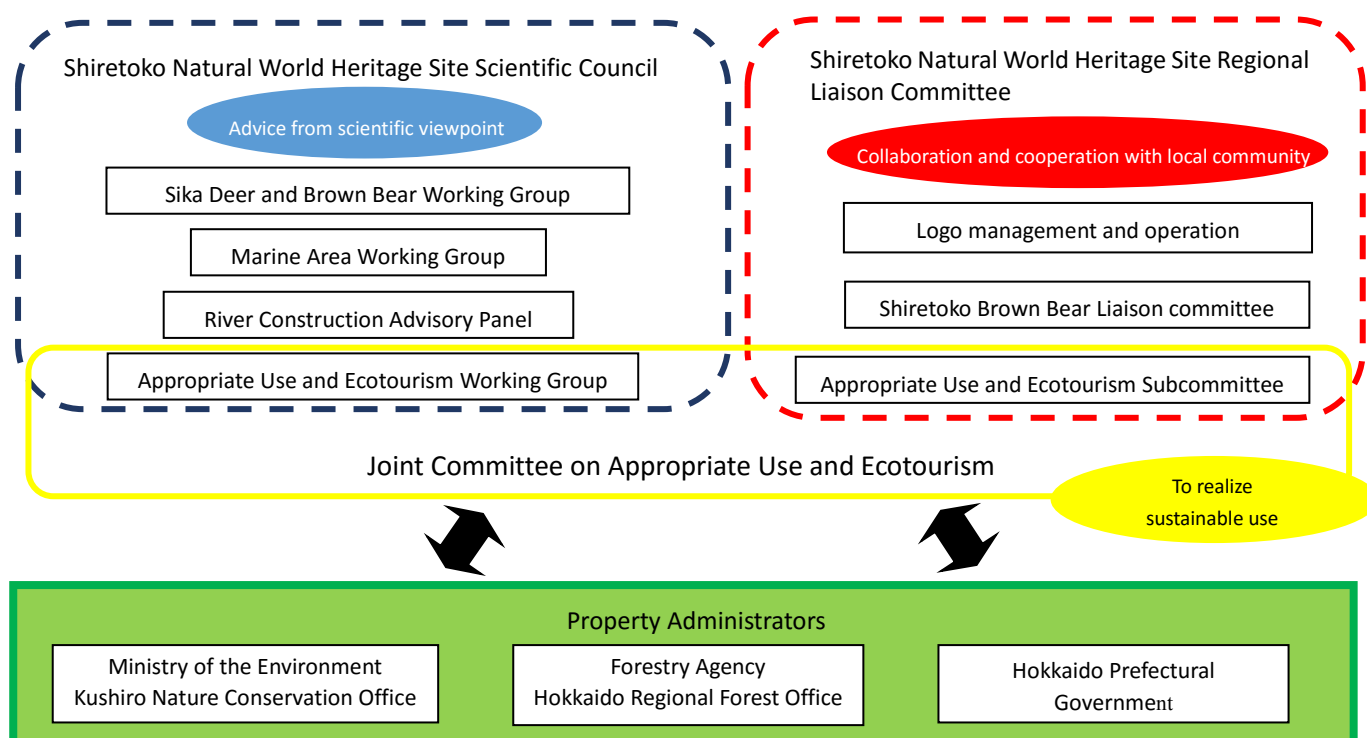 Shiretoko Natural World Heritage Site Scientific Council
Advice from scientific viewpoint
Sika Deer and Brown Bear Working Group
Marine Area Working Group
River Construction Advisory Panel
Appropriate Use and Ecotourism Working Group
Shiretoko Natural World Heritage Site Regional
Liaison Committee
Collaboration and cooperation with local community
Logo management and operation
Shiretoko Brown Bear Liaison committee
Appropriate Use and Ecotourism Subcommittee
Joint Committee on Appropriate Use and Ecotourism
To realize
sustainable use
Property Administrators
Ministry of the Environment
Kushiro Nature Conservation Office
Forestry Agency
Hokkaido Regional Forest Office
Hokkaido Prefectural
Government